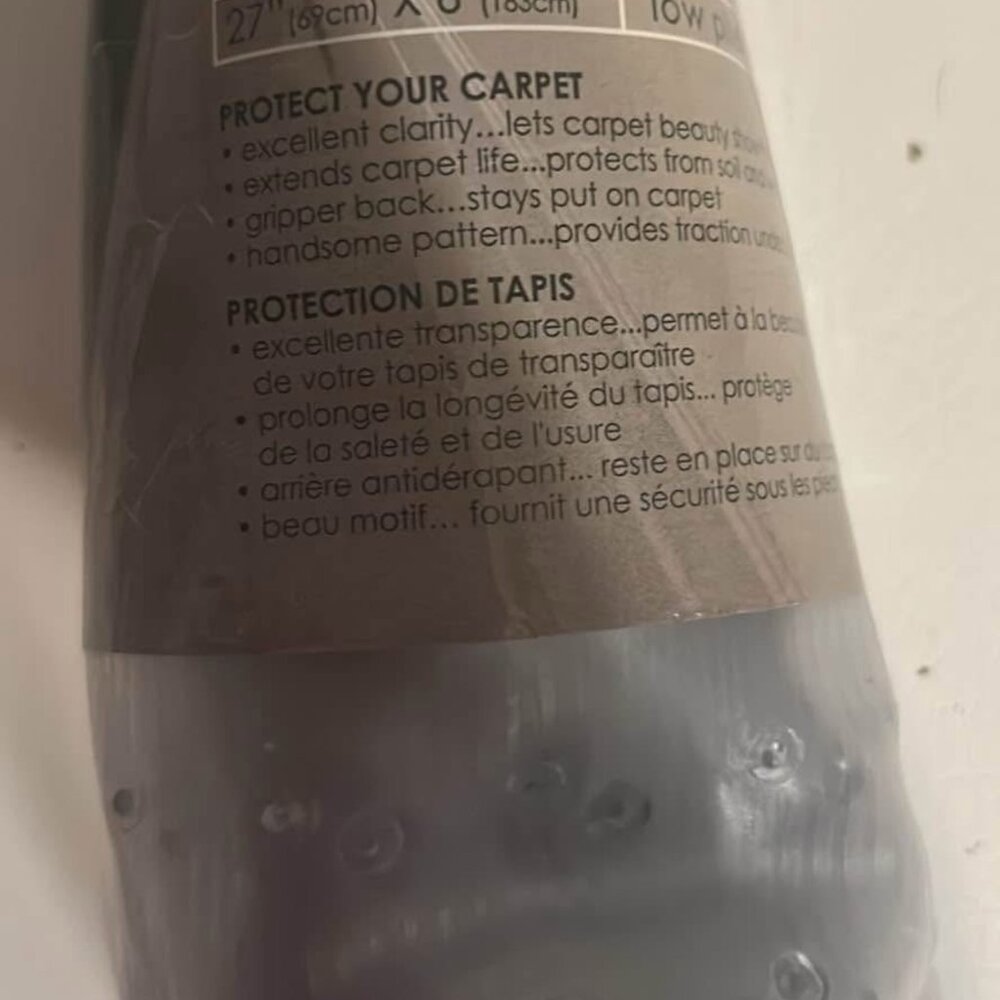 27" (69cm) X 6' (183cm)
low
PROTECT YOUR CARPET
• excellent clarity...lets carpet beauty
• extends carpet life...protects from soil
• gripper back...stays put on carpet
• handsome pattern...provides traction
PROTECTION DE TAPIS
• excellente transparence...permet à la
de votre tapis de transparaître
• prolonge la longévité du tapis... protège
de la saleté et de l'usure
• arrière antidérapant... reste en place sur
• beau motif... fournit une sécurité sous les